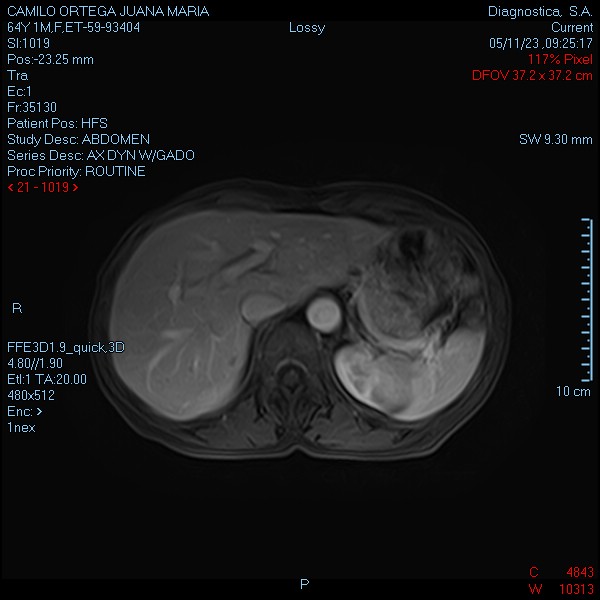 CAMILO ORTEGA JUANA MARIA
64Y 1M,F,ET-59-93404
SI:1019
Pos:-23.25 mm
Tra
Ec:1
Fr:35130
Patient Pos: HFS
Study Desc: ABDOMEN
Series Desc: AX DYN W/GADO
Proc Priority: ROUTINE
< 21 - 1019 >
Lossy
Diagnostica, S.A.
Current
05/11/23 ,09:25:17
117% Pixel
DFOV 37.2 x 37.2 cm
SW 9.30 mm
R
FFE3D1.9_quick,3D
4.80//1.90
Etl:1 TA:20.00
480x512
Enc: >
1nex
10 cm
P
C 4843
W 10313